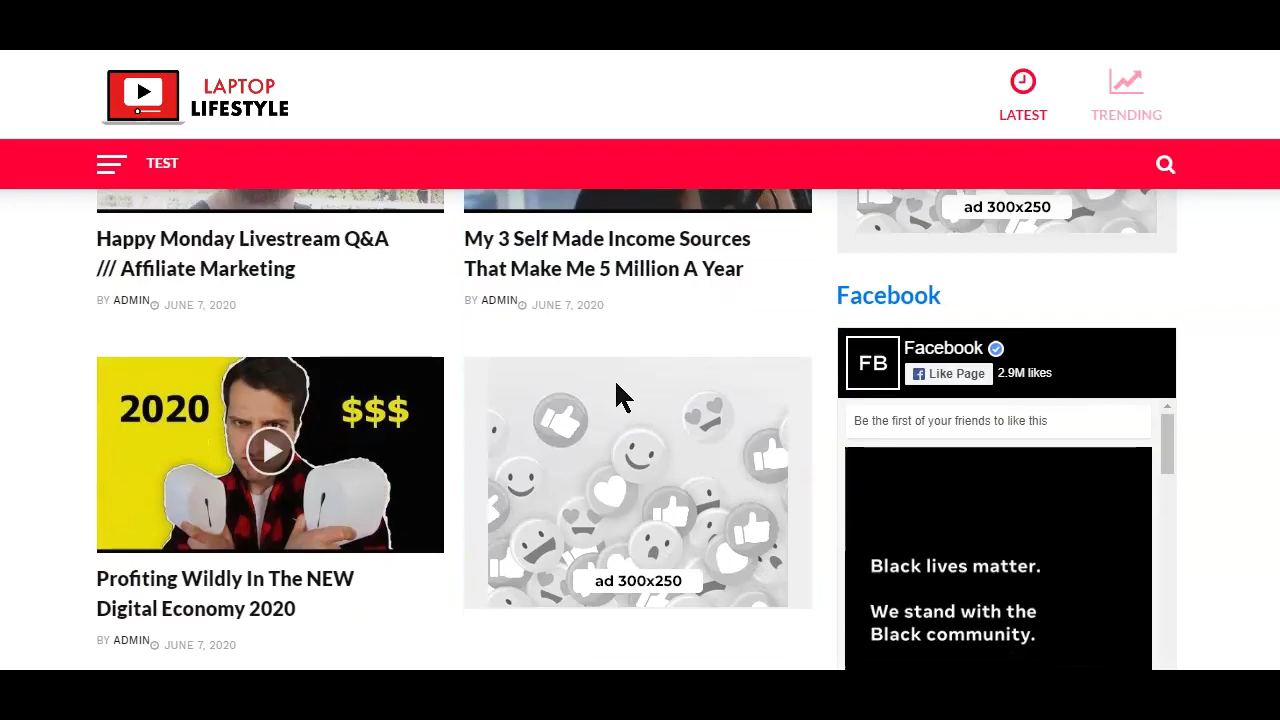 LAPTOP
LIFESTYLE
LATEST
TRENDING
TEST
ad 300x250
Happy Monday Livestream Q&A
/// Affiliate Marketing
BY ADMIN JUNE 7, 2020
My 3 Self Made Income Sources
That Make Me 5 Million A Year
BY ADMIN JUNE 7, 2020
Facebook
FB
Facebook
Like Page
2.9M likes
Be the first of your friends to like this
2020
$$$
ad 300x250
Black lives matter.
We stand with the
Black community.
Profiting Wildly In The NEW
Digital Economy 2020
BY ADMIN JUNE 7, 2020